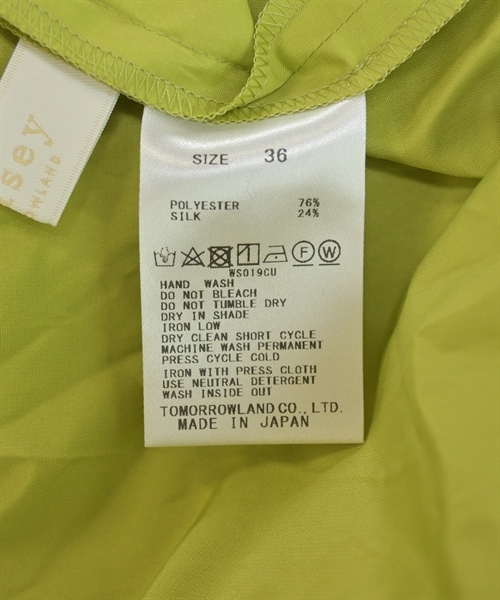 sey
OWLAND
SIZE 36
POLYESTER 76%
SILK 24%
F W
WS019CU
HAND WASH
DO NOT BLEACH
DO NOT TUMBLE DRY
DRY IN SHADE
IRON LOW
DRY CLEAN SHORT CYCLE
MACHINE WASH PERMANENT
PRESS CYCLE COLD
IRON WITH PRESS CLOTH
USE NEUTRAL DETERGENT
WASH INSIDE OUT
TOMORROWLAND CO., LTD.
MADE IN JAPAN